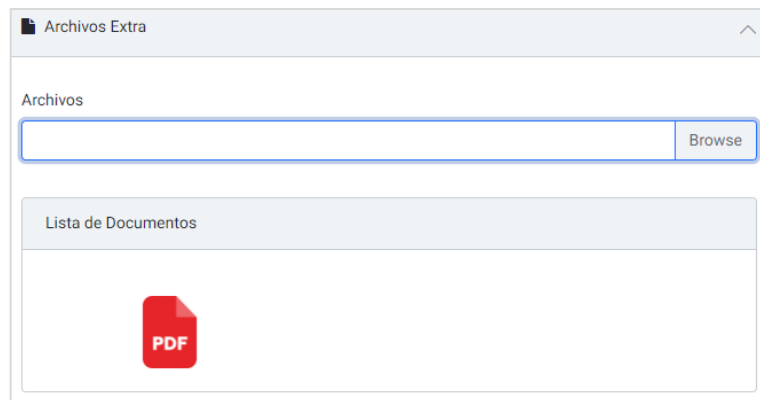 Archivos Extra
Archivos
Browse
Lista de Documentos
PDF